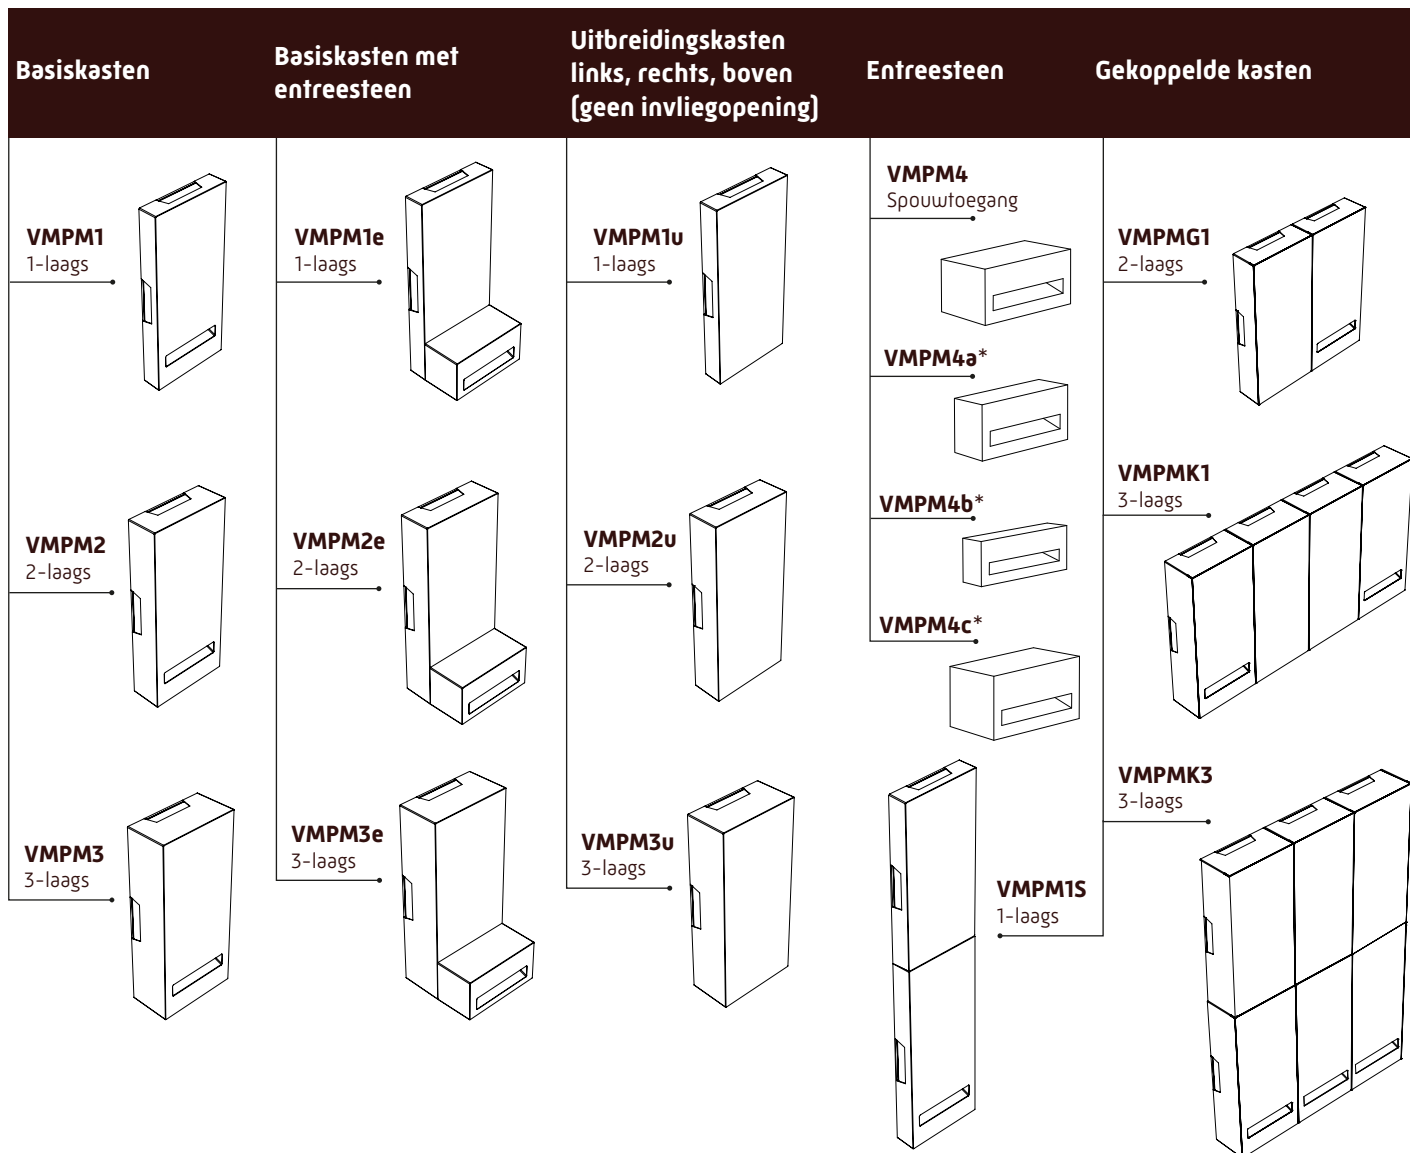 Basiskasten
Basiskasten met
entreesteen
Uitbreidingskasten
links, rechts, boven
(geen invliegopening)
Entreesteen
Gekoppelde kasten
VMPM1
1-laags
VMPM2
2-laags
VMPM3
3-laags
VMPM1e
1-laags
VMPM2e
2-laags
VMPM3e
3-laags
VMPM1u
1-laags
VMPM2u
2-laags
VMPM3u
3-laags
VMPM4
Spouwtoegang
VMPM4a*
VMPM4b*
VMPM4c*
VMPMG1
2-laags
VMPMK1
3-laags
VMPMK3
3-laags
VMPM1S
1-laags